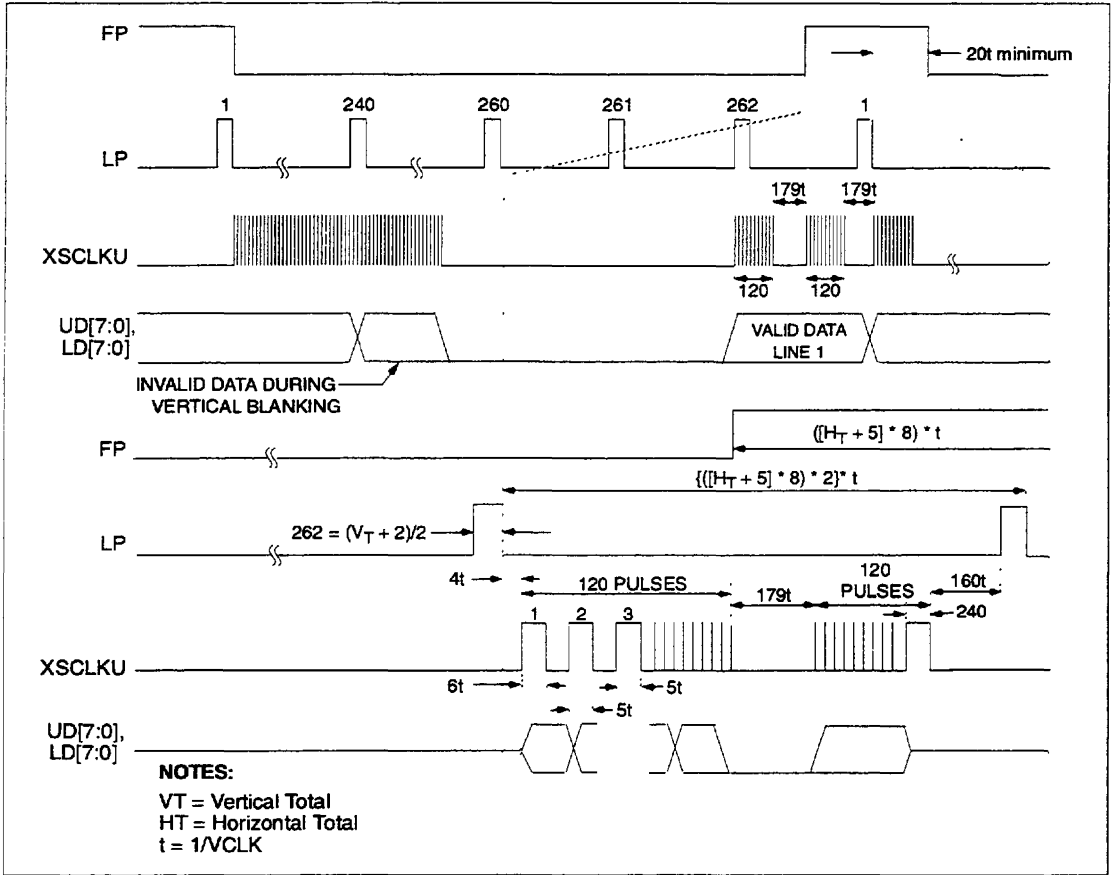 FP
20t minimum
1 240 260 261 262 1
LP
179t 179t
XSCLKU
120 120
UD[7:0],
LD[7:0]
VALID DATA
LINE 1
INVALID DATA DURING
VERTICAL BLANKING
FP
([HT + 5] * 8) * t
{([HT + 5] * 8) * 2}* t
LP
262 = (VT + 2)/2
4t
120 PULSES
179t
120
PULSES
160t
240
1 2 3
XSCLKU
6t
5t
5t
UD[7:0],
LD[7:0]
NOTES:
VT = Vertical Total
HT = Horizontal Total
t = 1/VCLK